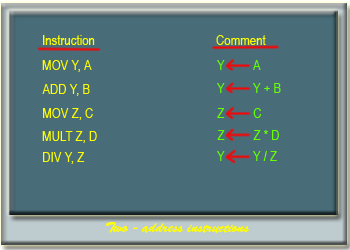 Instruction Comment
MOV Y, A Y ← A
ADD Y, B Y ← Y + B
MOV Z, C Z ← C
MULT Z, D Z ← Z * D
DIV Y, Z Y ← Y / Z
Two - address instructions